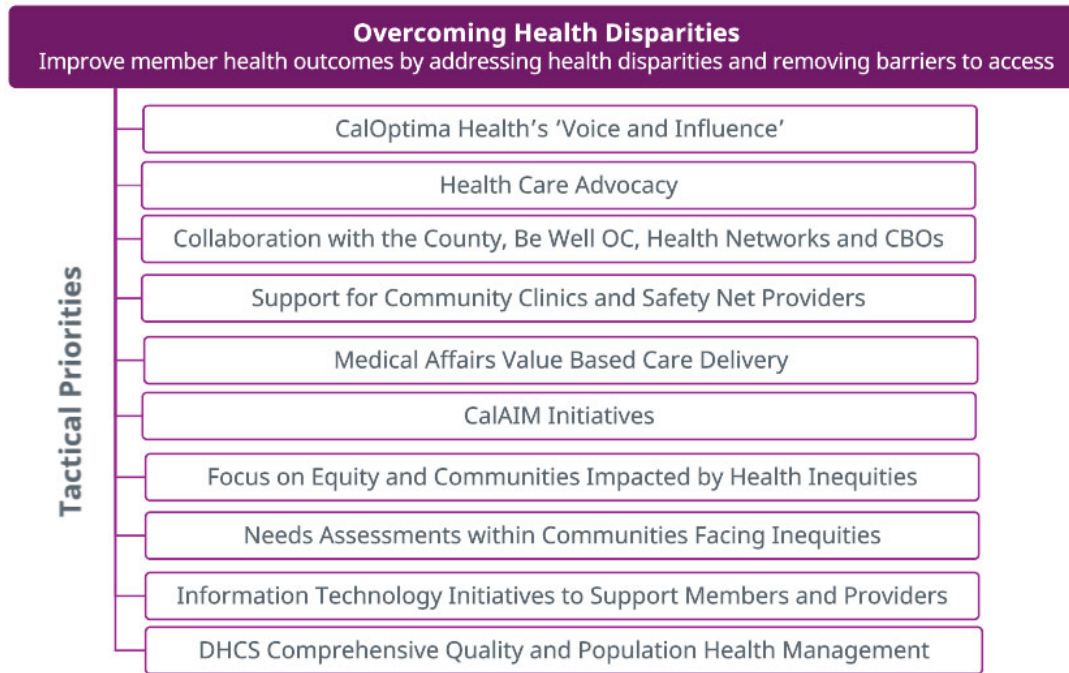 Overcoming Health Disparities
Improve member health outcomes by addressing health disparities and removing barriers to access
Tactical Priorities
CalOptima Health's 'Voice and Influence'
Health Care Advocacy
Collaboration with the County, Be Well OC, Health Networks and CBOs
Support for Community Clinics and Safety Net Providers
Medical Affairs Value Based Care Delivery
CalAIM Initiatives
Focus on Equity and Communities Impacted by Health Inequities
Needs Assessments within Communities Facing Inequities
Information Technology Initiatives to Support Members and Providers
DHCS Comprehensive Quality and Population Health Management